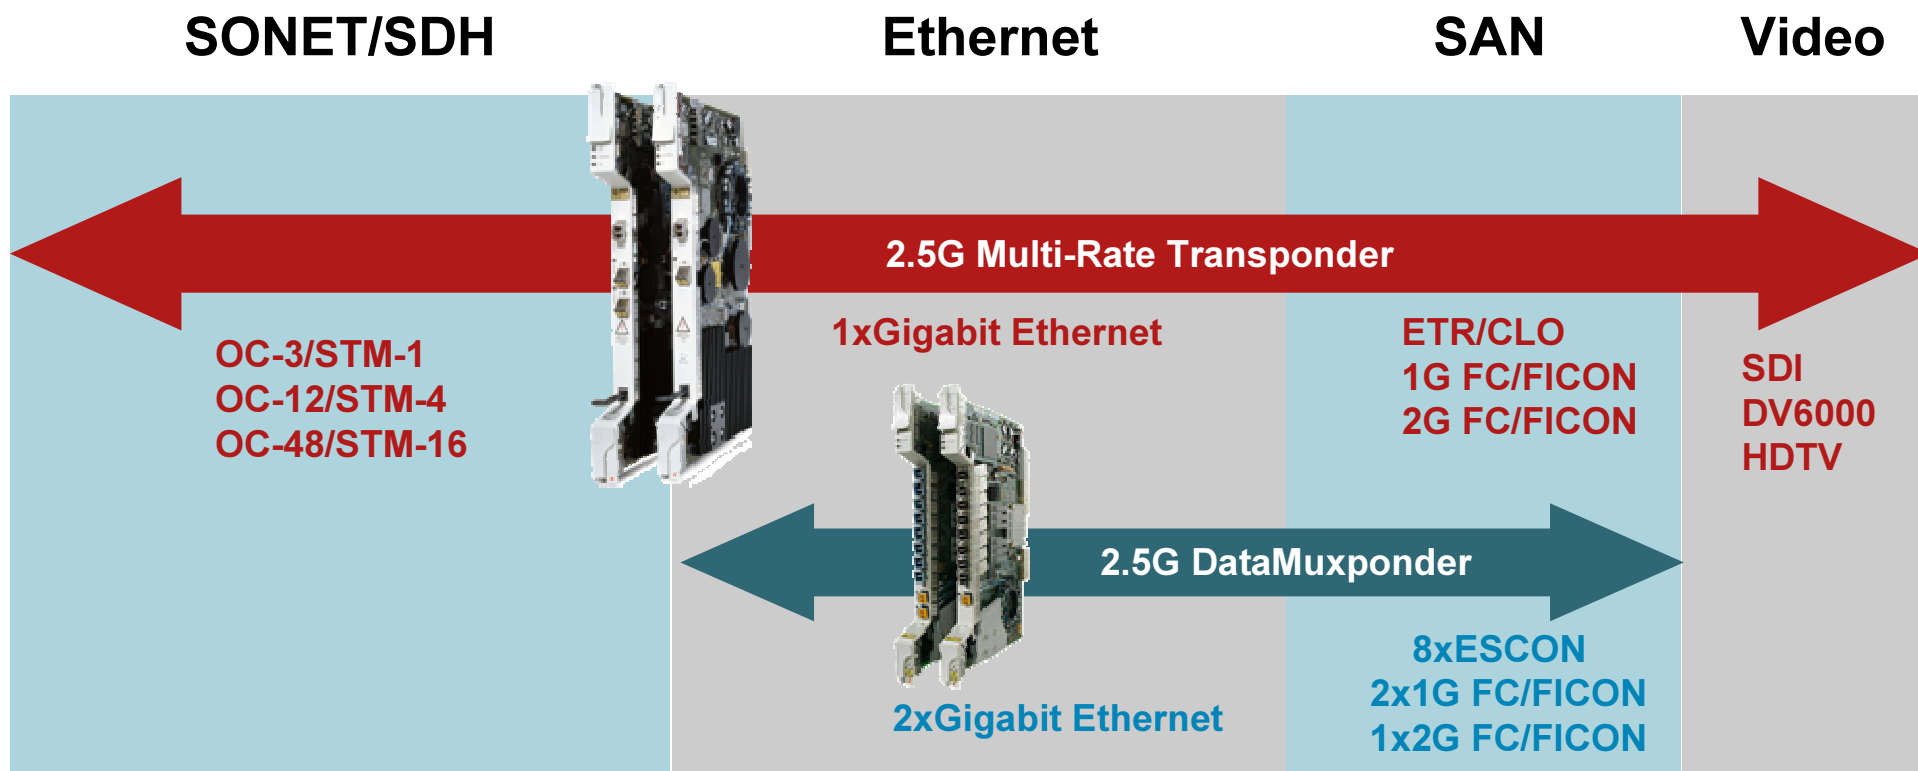 SONET/SDH
Ethernet
SAN
Video
2.5G Multi-Rate Transponder
OC-3/STM-1
OC-12/STM-4
OC-48/STM-16
1xGigabit Ethernet
ETR/CLO
1G FC/FICON
2G FC/FICON
SDI
DV6000
HDTV
2.5G DataMuxponder
2xGigabit Ethernet
8xESCON
2x1G FC/FICON
1x2G FC/FICON